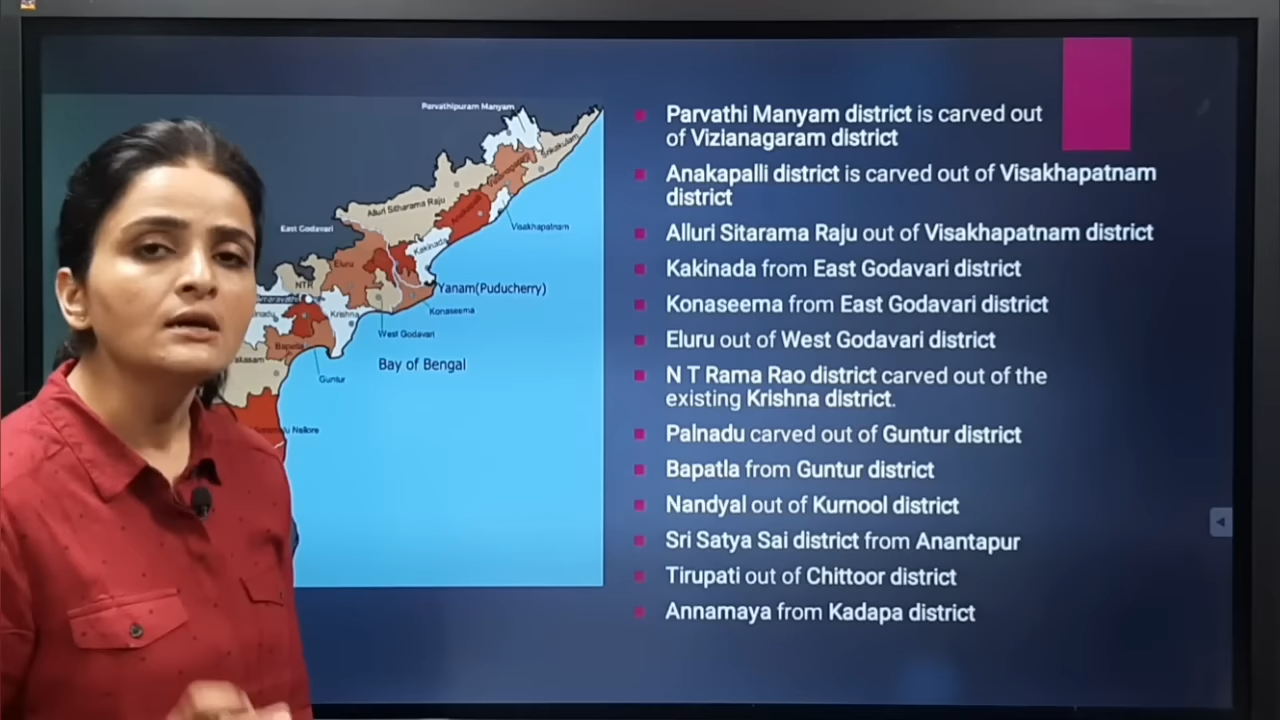 Parvathipuram Manyam
Srikakulam
Alluri Sitharama Raju
Visakhapatnam
East Godavari
Kakinada
Eluru
NTR
Yanam(Puducherry)
Konaseema
Krishna
West Godavari
Bapatla
Bay of Bengal
Guntur
Nellore
Parvathi Manyam district is carved out
of Vizianagaram district
Anakapalli district is carved out of Visakhapatnam
district
Alluri Sitarama Raju out of Visakhapatnam district
Kakinada from East Godavari district
Konaseema from East Godavari district
Eluru out of West Godavari district
N T Rama Rao district carved out of the
existing Krishna district.
Palnadu carved out of Guntur district
Bapatla from Guntur district
Nandyal out of Kurnool district
Sri Satya Sai district from Anantapur
Tirupati out of Chittoor district
Annamaya from Kadapa district